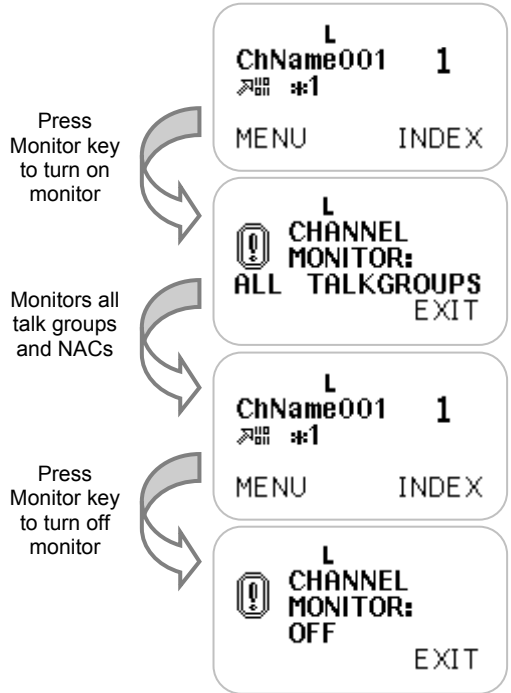 L
ChName001 1
*1
MENU INDEX
Press
Monitor key
to turn on
monitor
L
CHANNEL
MONITOR:
ALL TALKGROUPS
EXIT
Monitors all
talk groups
and NACs
L
ChName001 1
*1
MENU INDEX
Press
Monitor key
to turn off
monitor
L
CHANNEL
MONITOR:
OFF
EXIT